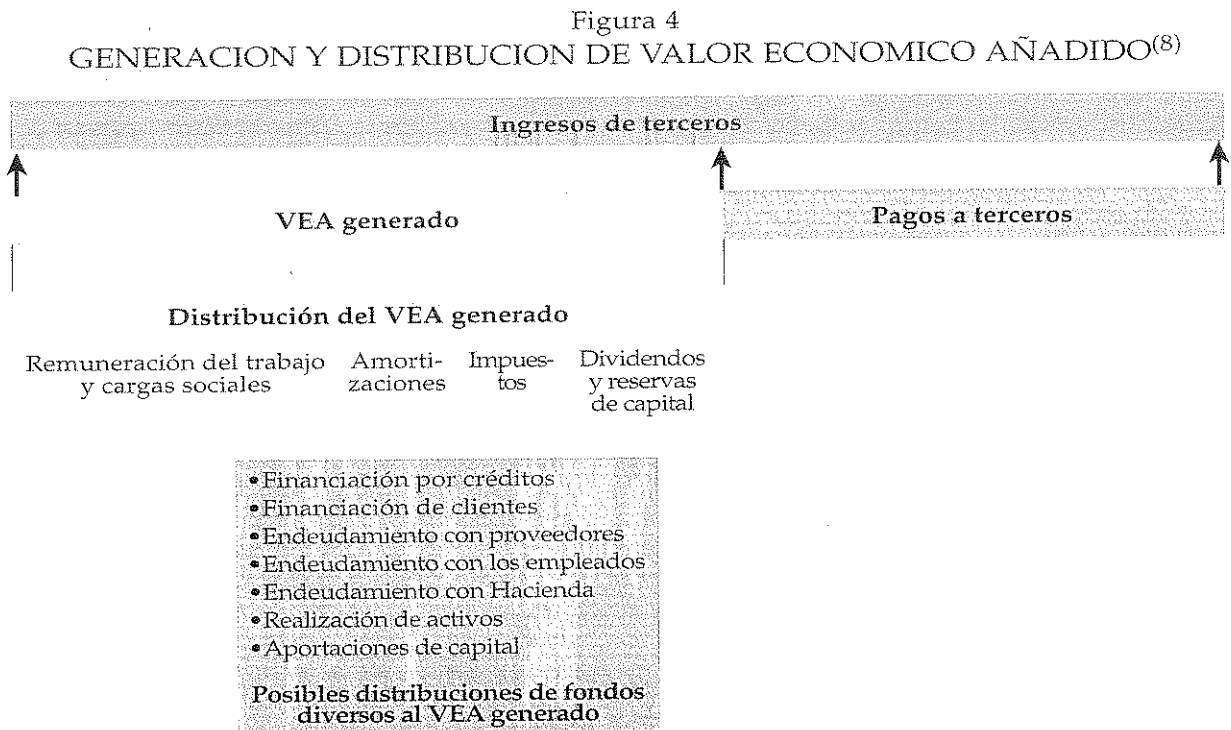 Figura 4
GENERACION Y DISTRIBUCION DE VALOR ECONOMICO AÑADIDO(8)
Ingresos de terceros
VEA generado
Pagos a terceros
Distribución del VEA generado
Remuneración del trabajo
y cargas sociales
Amorti-
zaciones
Impues-
tos
Dividendos
y reservas
de capital
•Financiación por créditos
•Financiación de clientes
•Endeudamiento con proveedores
•Endeudamiento con los empleados
•Endeudamiento con Hacienda
•Realización de activos
•Aportaciones de capital
Posibles distribuciones de fondos
diversos al VEA generado